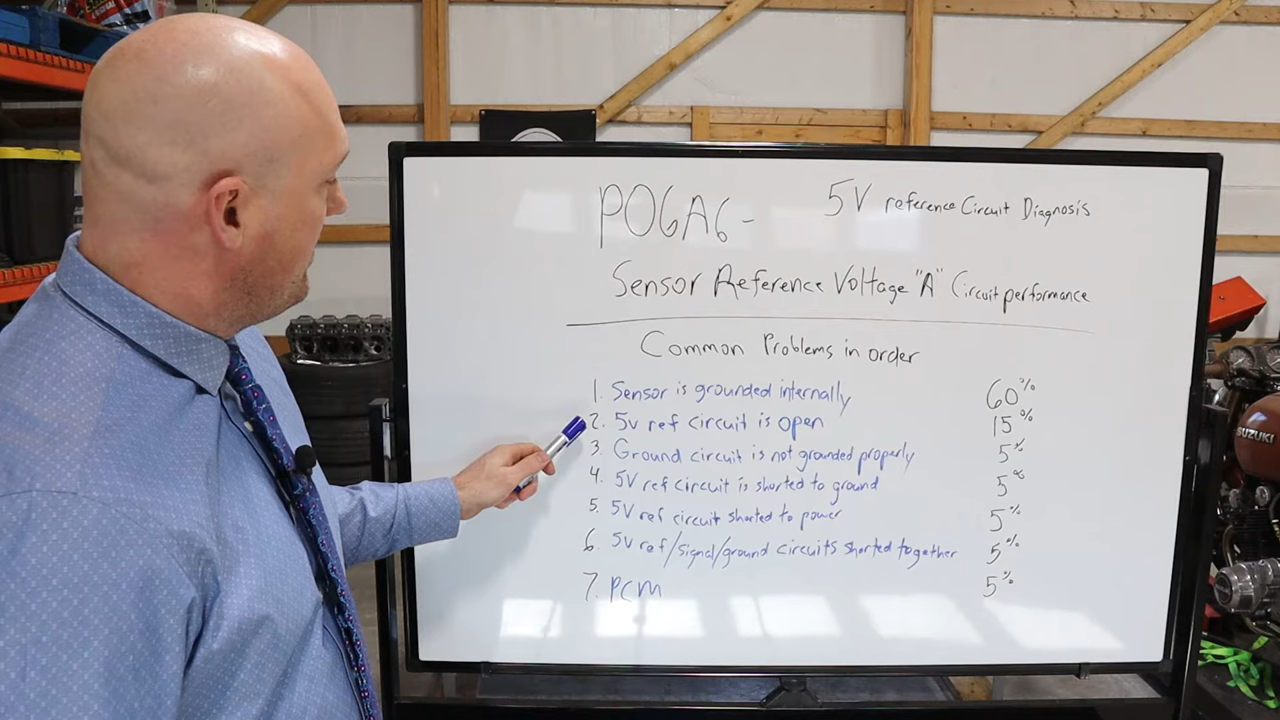 P06A6- 5V reference Circuit Diagnosis
Sensor Reference Voltage "A" Circuit performance
Common Problems in order
1. Sensor is grounded internally 60%
2. 5v ref circuit is open 15%
3. Ground circuit is not grounded properly 5%
4. 5V ref circuit is shorted to ground 5%
5. 5V ref circuit shorted to power 5%
6. 5V ref/signal/ground circuits shorted together 5%
7. PCM 5%
SUZUKI